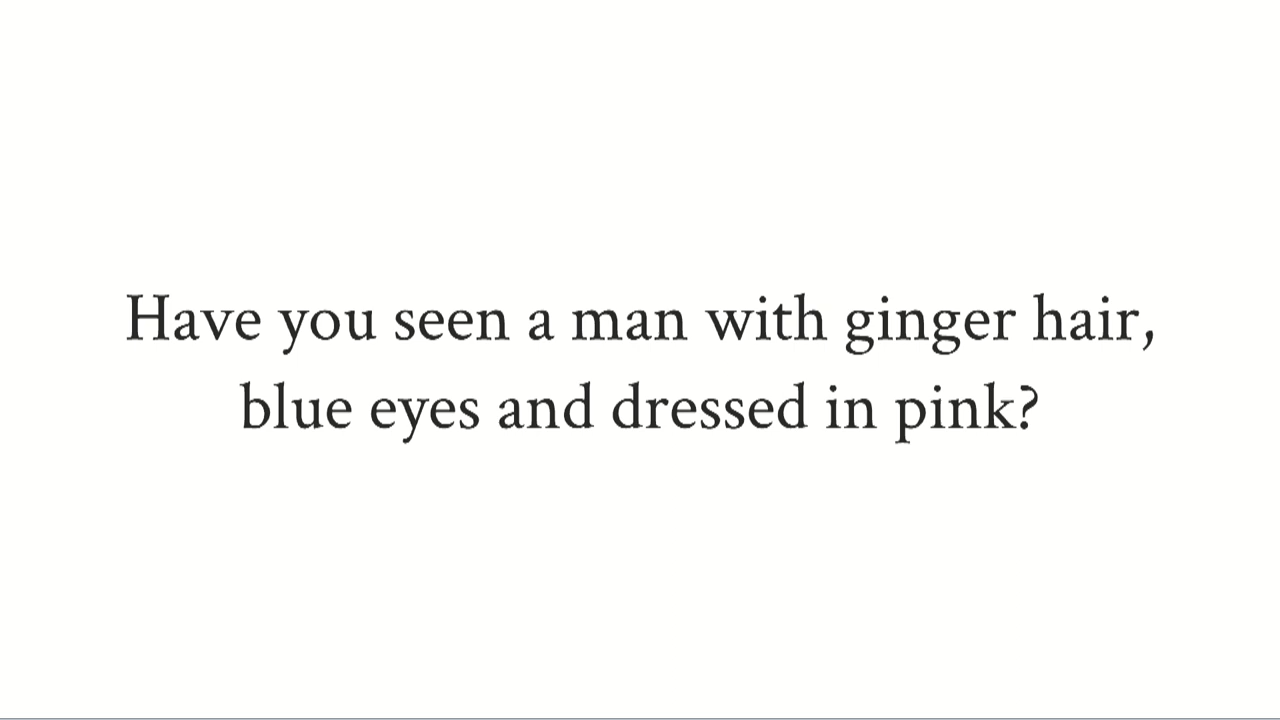 Have you seen a man with ginger hair,
blue eyes and dressed in pink?